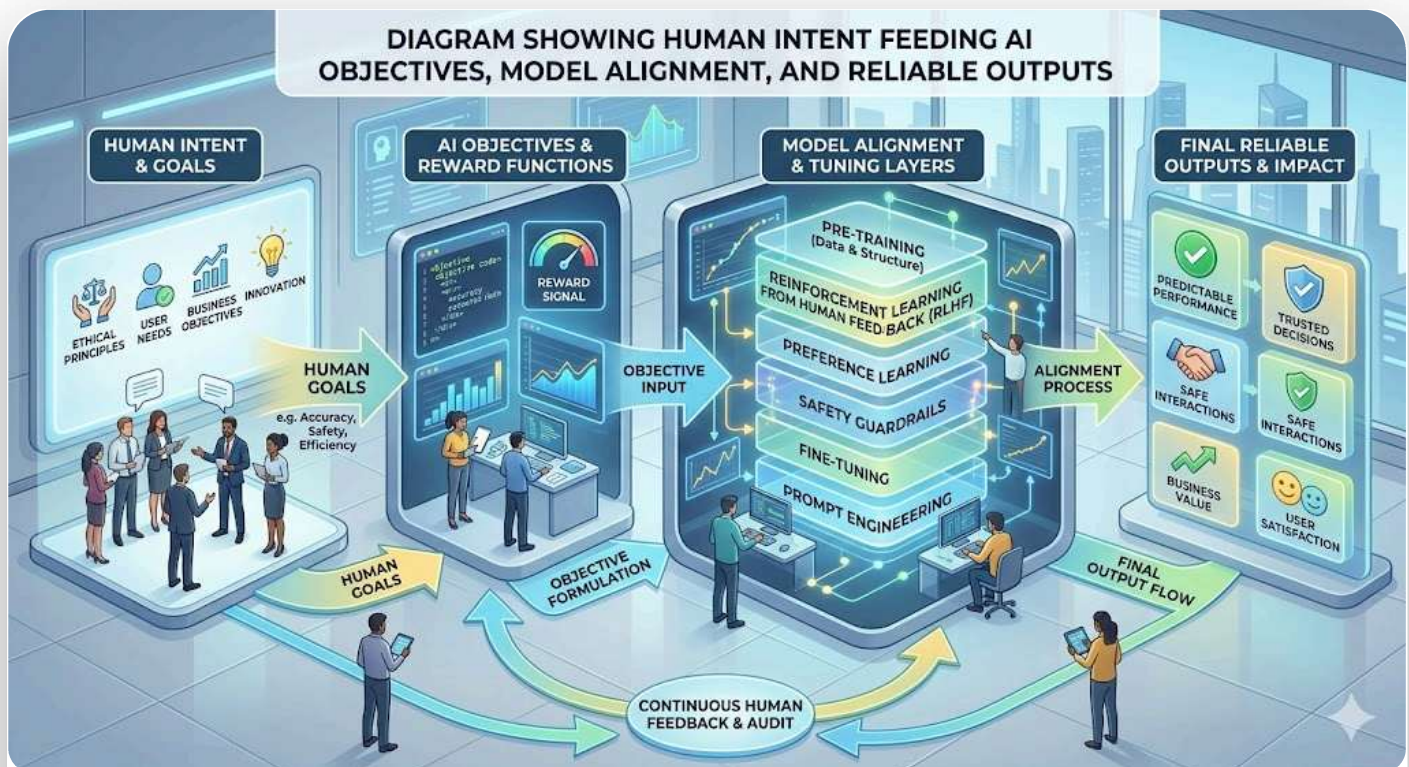 DIAGRAM SHOWING HUMAN INTENT FEEDING AI
OBJECTIVES, MODEL ALIGNMENT, AND RELIABLE OUTPUTS
HUMAN INTENT
& GOALS
ETHICAL
PRINCIPLES
USER
NEEDS
BUSINESS
OBJECTIVES
INNOVATION
HUMAN
GOALS
e.g. Accuracy,
Safety,
Efficiency
AI OBJECTIVES &
REWARD FUNCTIONS
REWARD
SIGNAL
OBJECTIVE
INPUT
MODEL ALIGNMENT
& TUNING LAYERS
PRE-TRAINING
(Data & Structure)
REINFORCEMENT LEARNING
FROM HUMAN FEEDBACK (RLHF)
PREFERENCE LEARNING
SAFETY GUARDRAILS
FINE-TUNING
PROMPT ENGINEEERING
ALIGNMENT
PROCESS
FINAL RELIABLE
OUTPUTS & IMPACT
PREDICTABLE
PERFORMANCE
TRUSTED
DECISIONS
SAFE
INTERACTIONS
SAFE
INTERACTIONS
BUSINESS
VALUE
USER
SATISFACTION
HUMAN
GOALS
OBJECTIVE
FORMULATION
FINAL
OUTPUT FLOW
CONTINUOUS HUMAN
FEEDBACK & AUDIT